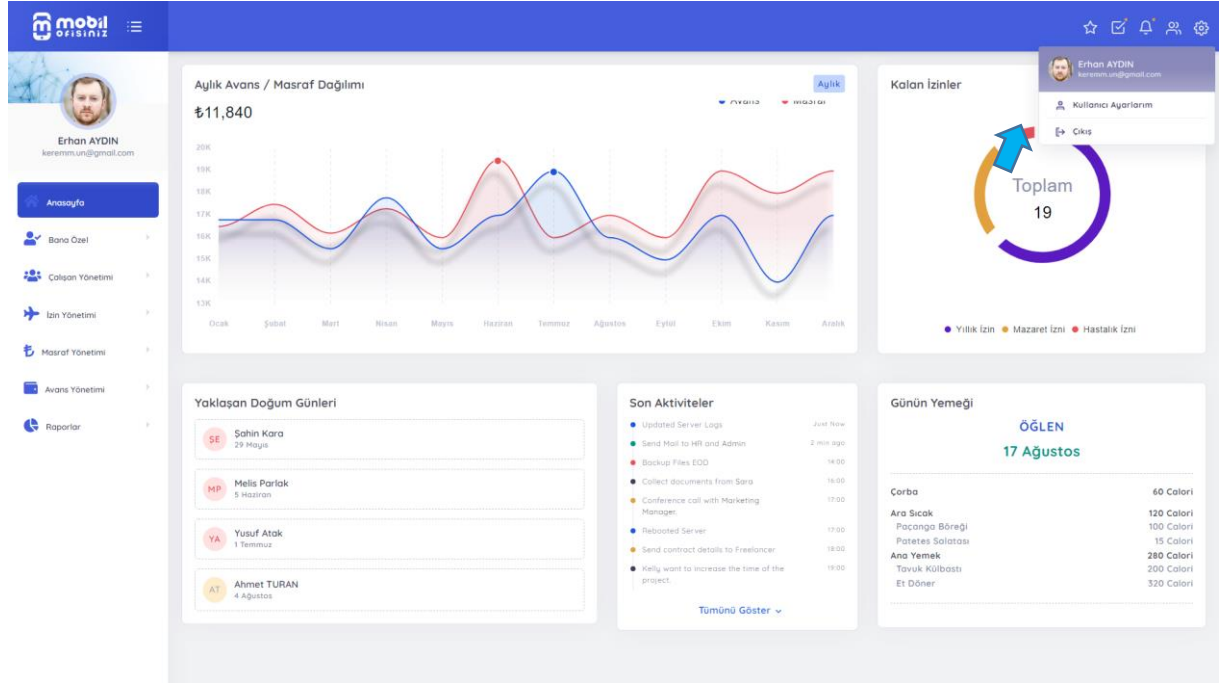 mobil
ofisiniz
Erhan AYDIN
keremm.un@gmail.com
Kullanıcı Ayarlarım
Çıkış
Erhan AYDIN
keremm.un@gmail.com
Anasayfa
Bana Özel
Çalışan Yönetimi
İzin Yönetimi
Masraf Yönetimi
Avans Yönetimi
Raporlar
Aylık Avans / Masraf Dağılımı
Aylık
₺11,840
Avans Masraf
20K
19K
18K
17K
16K
15K
14K
13K
Ocak Şubat Mart Nisan Mayıs Haziran Temmuz Ağustos Eylül Ekim Kasım Aralık
Kalan İzinler
Toplam
19
Yıllık İzin Mazaret İzni Hastalık İzni
Yaklaşan Doğum Günleri
ŞE
Şahin Kara
29 Mayıs
MP
Melis Parlak
5 Haziran
YA
Yusuf Atak
1 Temmuz
AT
Ahmet TURAN
4 Ağustos
Son Aktiviteler
Updated Server Logs Just Now
Send Mail to HR and Admin 2 min ago
Backup Files EOD 14:00
Collect documents from Sara 16:00
Conference call with Marketing 17:00
Manager.
Rebooted Server 17:00
Send contract details to Freelancer 18:00
Kelly want to increase the time of the 19:00
project.
Tümünü Göster
Günün Yemeği
ÖĞLEN
17 Ağustos
Çorba 60 Calori
Ara Sıcak 120 Calori
Paçanga Böreği 100 Calori
Patetes Salatası 15 Calori
Ana Yemek 280 Calori
Tavuk Külbastı 200 Calori
Et Döner 320 Calori